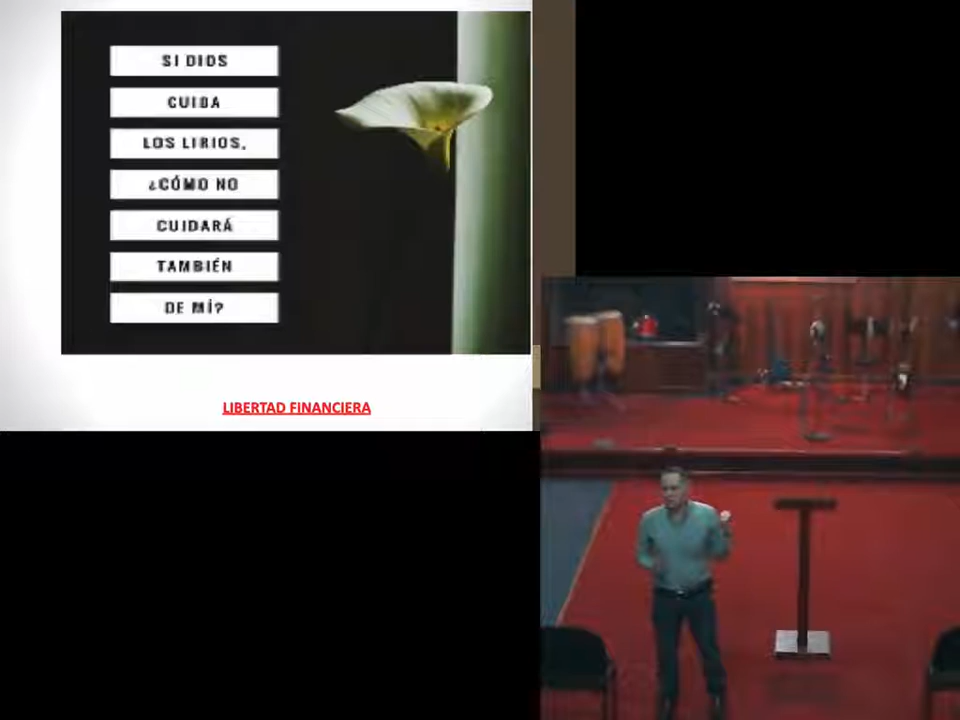 SI DIOS
CUIDA
LOS LIRIOS,
¿CÓMO NO
CUIDARÁ
TAMBIÉN
DE MÍ?
LIBERTAD FINANCIERA